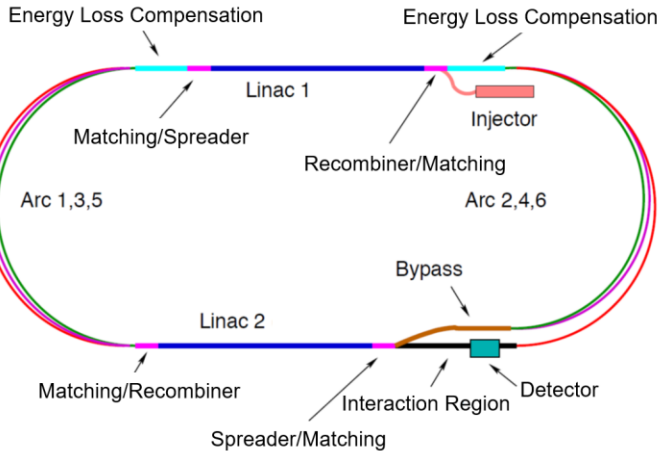 Energy Loss Compensation
Energy Loss Compensation
Linac 1
Injector
Matching/Spreader
Recombiner/Matching
Arc 1,3,5
Arc 2,4,6
Bypass
Linac 2
Matching/Recombiner
Interaction Region
Detector
Spreader/Matching